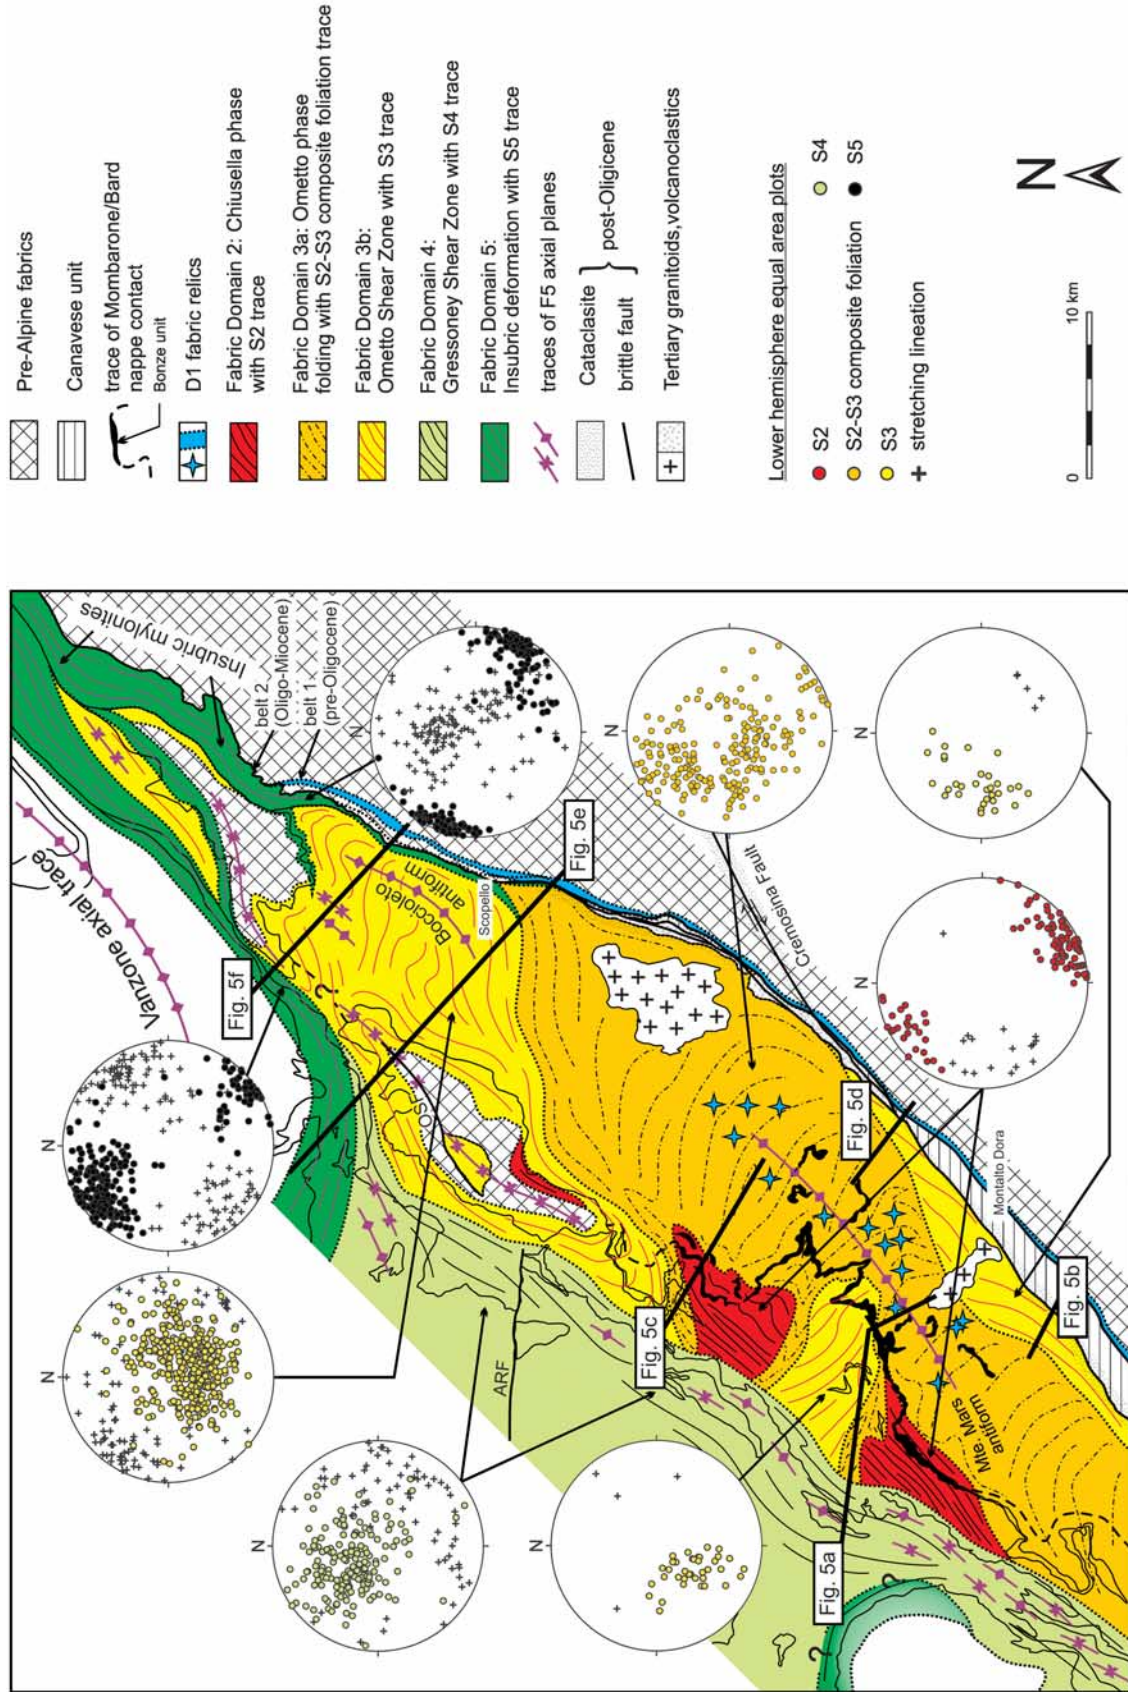 Pre-Alpine fabrics
Canavese unit
trace of Mombarone/Bard
nappe contact
Bonze unit
D1 fabric relics
Fabric Domain 2: Chiusella phase
with S2 trace
Fabric Domain 3a: Ometto phase
folding with S2-S3 composite foliation trace
Fabric Domain 3b:
Ometto Shear Zone with S3 trace
Fabric Domain 4:
Gressoney Shear Zone with S4 trace
Fabric Domain 5:
Insubric deformation with S5 trace
traces of F5 axial planes
Cataclasite
brittle fault
post-Oligicene
Tertiary granitoids,volcanoclastics
Lower hemisphere equal area plots
S2
S2-S3 composite foliation
S3
stretching lineation
S4
S5
0
10 km
N
Vanzone axial trace
Insubric mylonites
belt 2
(Oligo-Miocene)
belt 1
(pre-Oligocene)
Fig. 5f
Fig. 5e
Boccioleto
antiform
Scopello
?
OSZ
ARF
Cremosina Fault
Fig. 5d
Fig. 5c
Montalto Dora
Fig. 5b
Fig. 5a
Mte. Mars
antiform
?
?
N
N
N
N
N
N
N
N